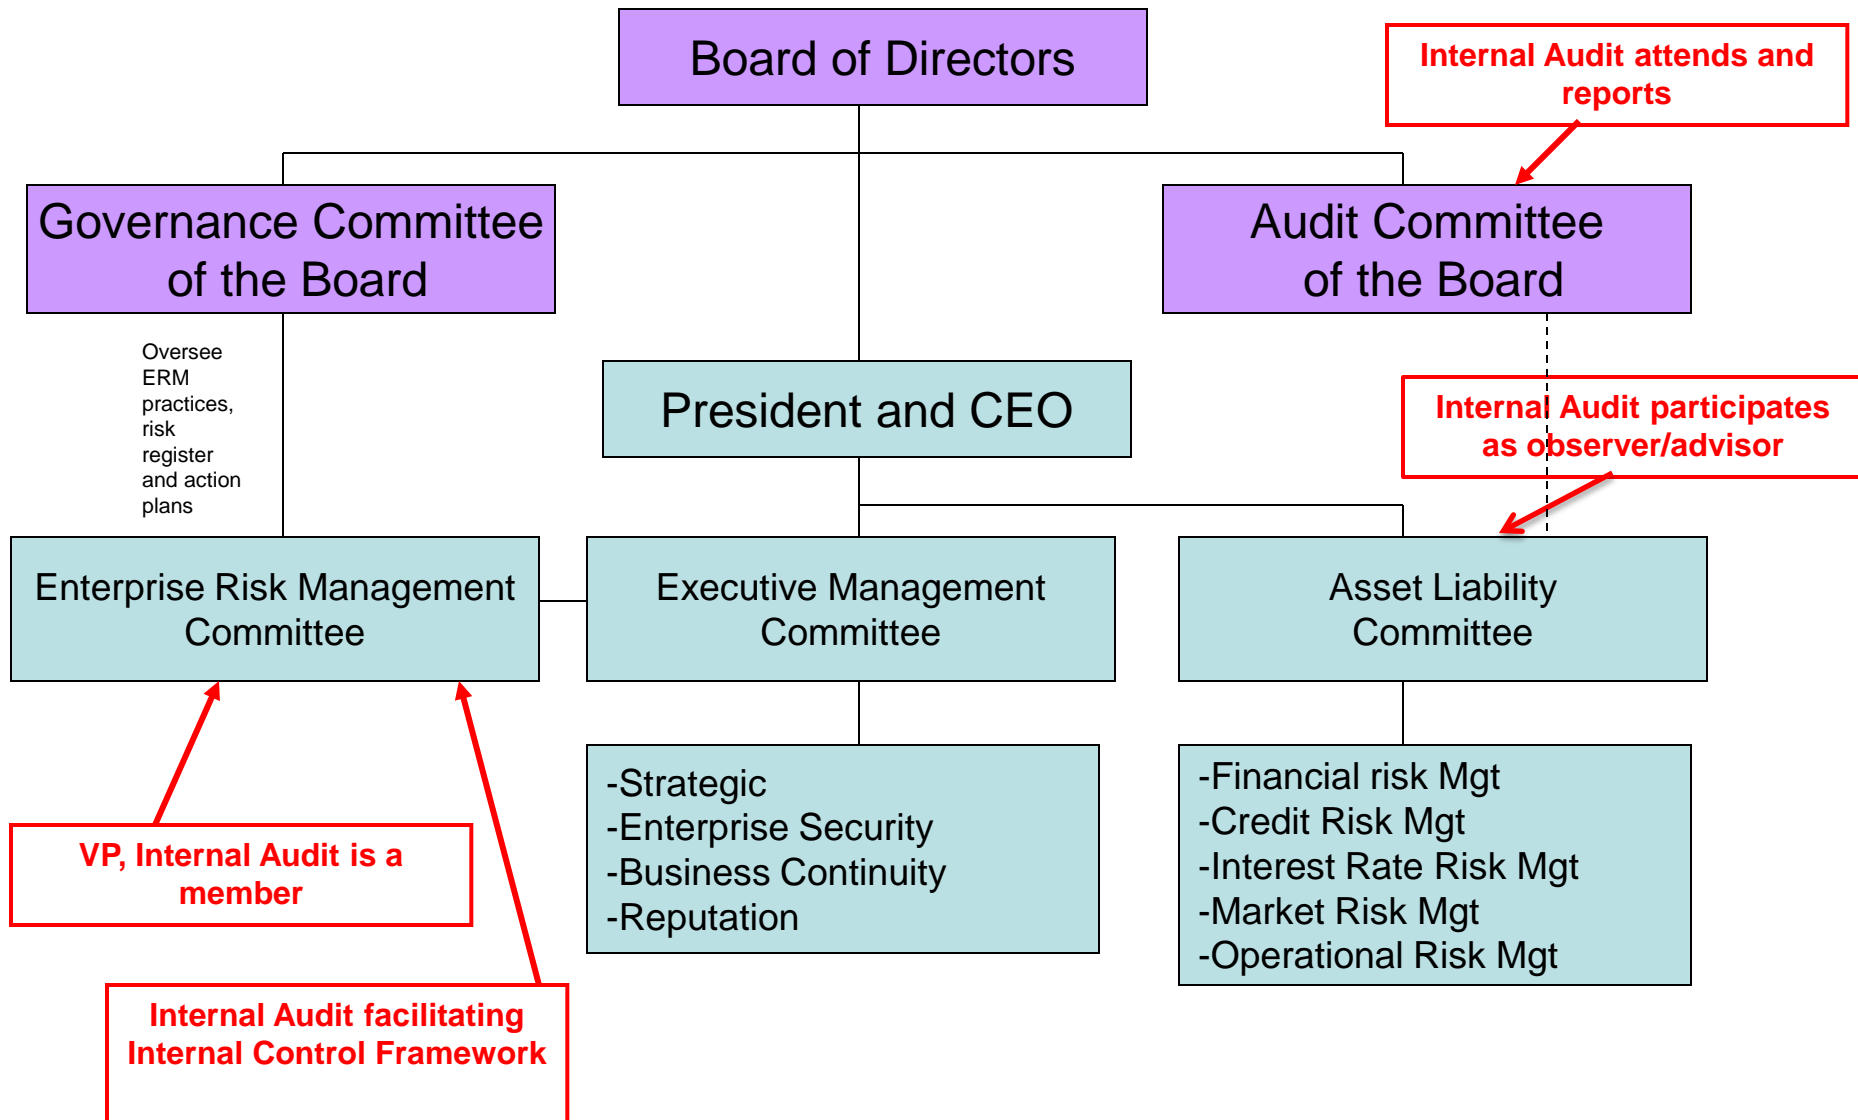 Board of Directors
Internal Audit attends and
reports
Governance Committee
of the Board
Audit Committee
of the Board
Oversee
ERM
practices,
risk
register
and action
plans
President and CEO
Internal Audit participates
as observer/advisor
Enterprise Risk Management
Committee
Executive Management
Committee
Asset Liability
Committee
-Strategic
-Enterprise Security
-Business Continuity
-Reputation
-Financial risk Mgt
-Credit Risk Mgt
-Interest Rate Risk Mgt
-Market Risk Mgt
-Operational Risk Mgt
VP, Internal Audit is a
member
Internal Audit facilitating
Internal Control Framework